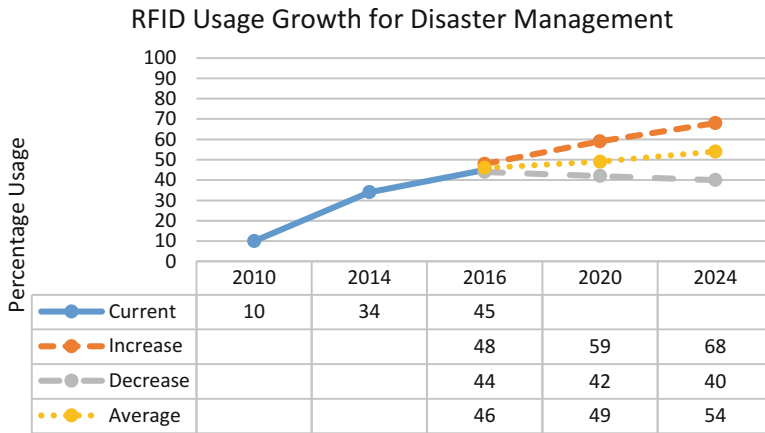 RFID Usage Growth for Disaster Management
Percentage Usage
100
90
80
70
60
50
40
30
20
10
0
2010 2014 2016 2020 2024
Current 10 34 45
Increase 48 59 68
Decrease 44 42 40
Average 46 49 54